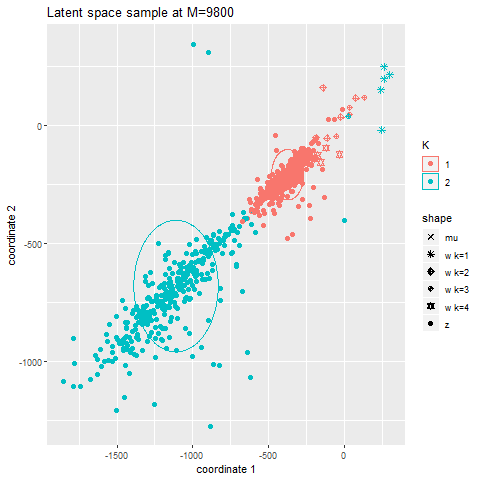 Latent space sample at M=9800
coordinate 2
0
-500
-1000
-1500
-1000
-500
0
coordinate 1
K
1
2
shape
mu
w k=1
w k=2
w k=3
w k=4
z